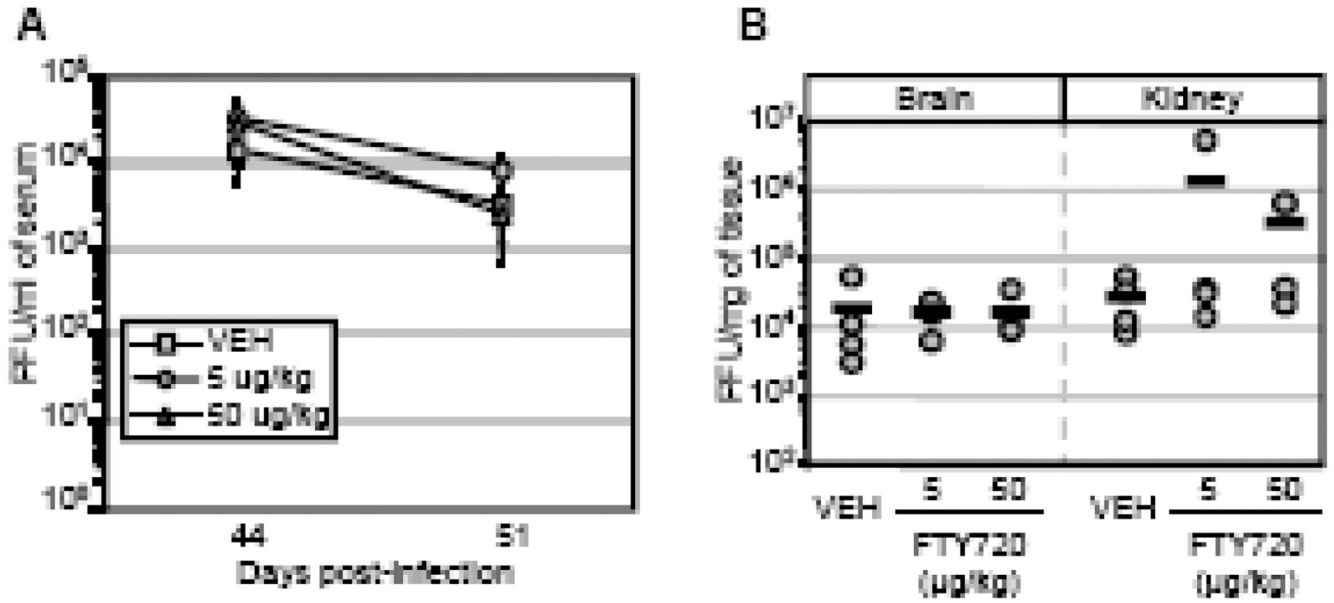 A
10⁵
10⁴
10³
10²
10¹
10⁰
PFU/ml of serum
VEH
5 ug/kg
50 ug/kg
44 51
Days post-infection
B
Brain Kidney
10⁷
10⁶
10⁵
10⁴
10³
10²
PFU/mg of tissue
VEH 5 50 VEH 5 50
FTY720 FTY720
(µg/kg) (µg/kg)